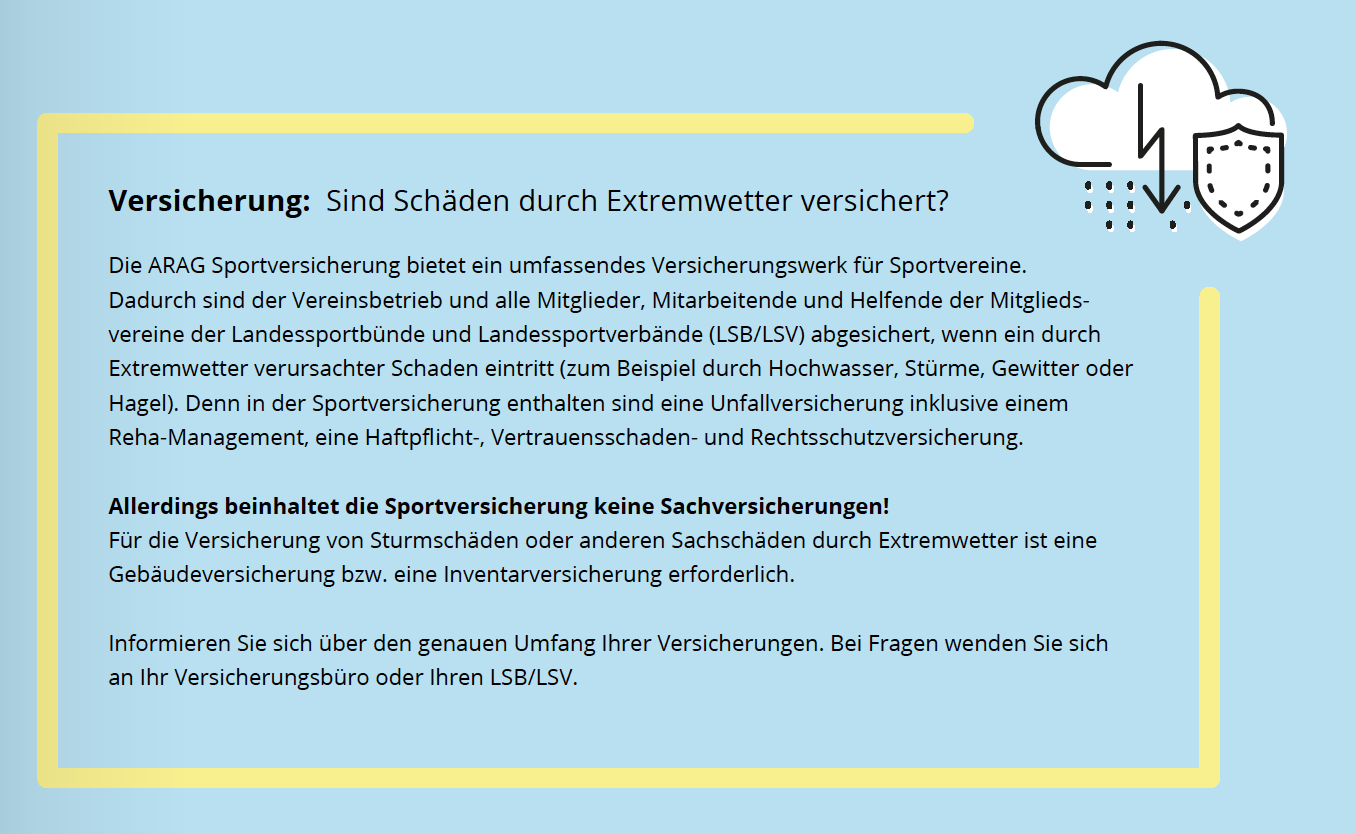 Versicherung: Sind Schäden durch Extremwetter versichert?
Die ARAG Sportversicherung bietet ein umfassendes Versicherungswerk für Sportvereine.
Dadurch sind der Vereinsbetrieb und alle Mitglieder, Mitarbeitende und Helfende der Mitglieds-
vereine der Landessportbünde und Landessportverbände (LSB/LSV) abgesichert, wenn ein durch
Extremwetter verursachter Schaden eintritt (zum Beispiel durch Hochwasser, Stürme, Gewitter oder
Hagel). Denn in der Sportversicherung enthalten sind eine Unfallversicherung inklusive einem
Reha-Management, eine Haftpflicht-, Vertrauensschaden- und Rechtsschutzversicherung.
Allerdings beinhaltet die Sportversicherung keine Sachversicherungen!
Für die Versicherung von Sturmschäden oder anderen Sachschäden durch Extremwetter ist eine
Gebäudeversicherung bzw. eine Inventarversicherung erforderlich.
Informieren Sie sich über den genauen Umfang Ihrer Versicherungen. Bei Fragen wenden Sie sich
an Ihr Versicherungsbüro oder Ihren LSB/LSV.